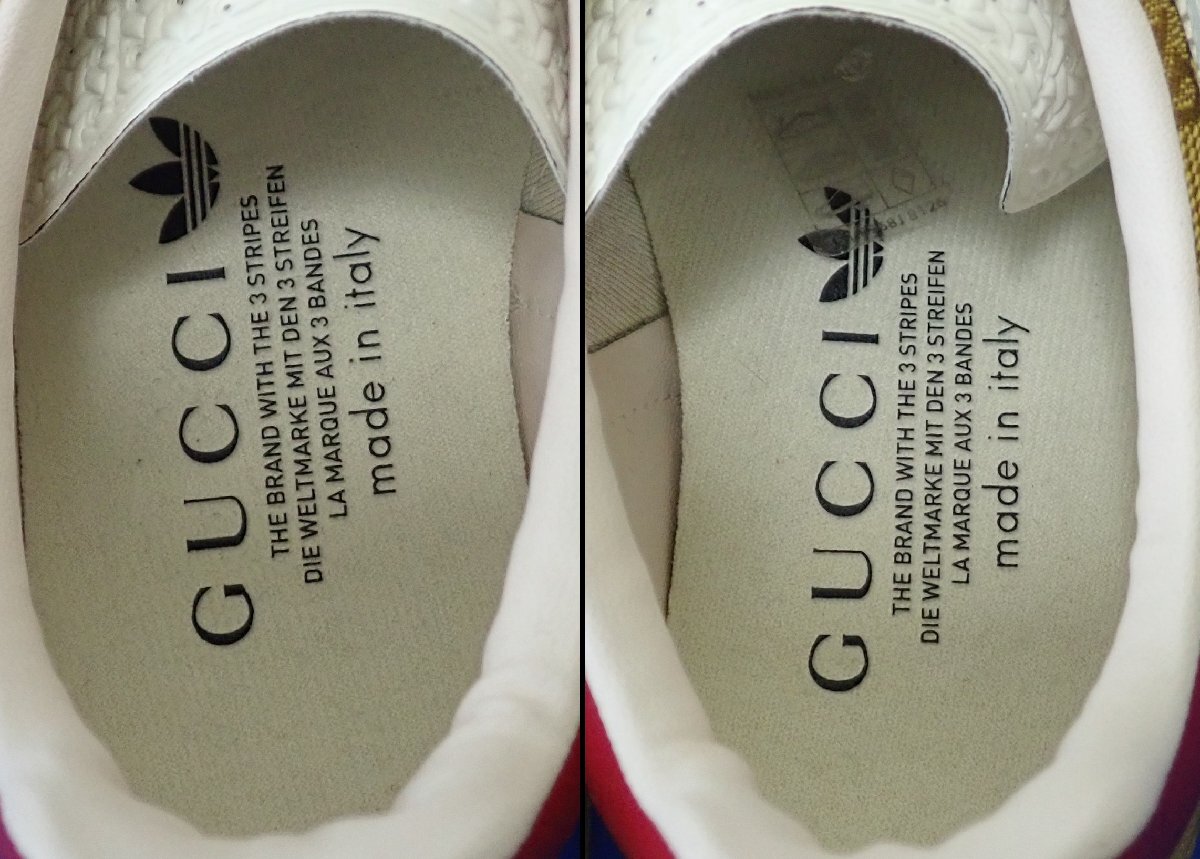 GUCCI
THE BRAND WITH THE 3 STRIPES
DIE WELTMARKE MIT DEN 3 STREIFEN
LA MARQUE AUX 3 BANDES
made in italy
GUCCI
THE BRAND WITH THE 3 STRIPES
DIE WELTMARKE MIT DEN 3 STREIFEN
LA MARQUE AUX 3 BANDES
made in italy